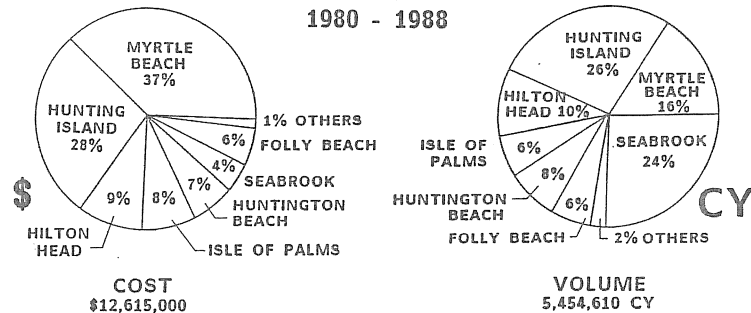 1980 - 1988
MYRTLE
BEACH
37%
HUNTING
ISLAND
28%
1% OTHERS
6%
FOLLY BEACH
4%
SEABROOK
7%
HUNTINGTON
BEACH
8%
ISLE OF PALMS
9%
HILTON
HEAD
$
COST
$12,615,000
HUNTING
ISLAND
26%
MYRTLE
BEACH
16%
HILTON
HEAD 10%
SEABROOK
24%
ISLE OF
PALMS
6%
8%
HUNTINGTON
BEACH
6%
FOLLY BEACH
2% OTHERS
CY
VOLUME
5,454,610 CY